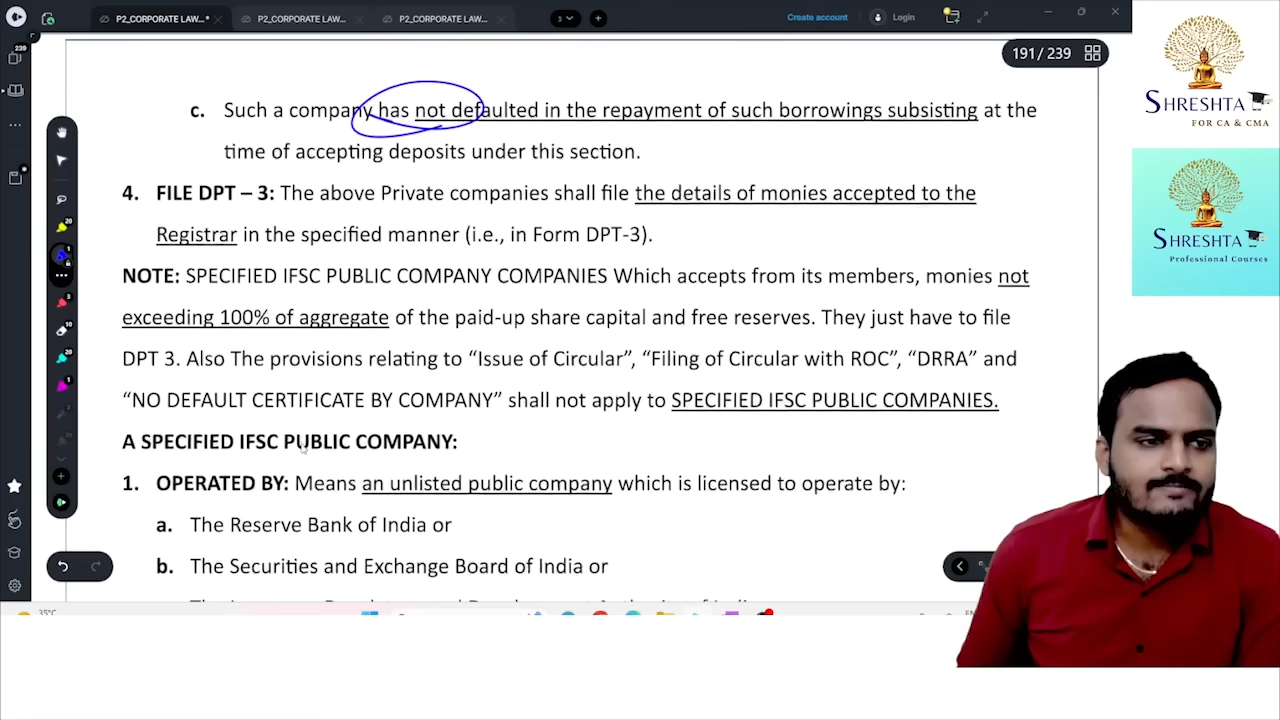 P2_CORPORATE LAW...*
P2_CORPORATE LAW...
P2_CORPORATE LAW...
3
Create account
Login
239
191/ 239
c. Such a company has not defaulted in the repayment of such borrowings subsisting at the
time of accepting deposits under this section.
4. FILE DPT – 3: The above Private companies shall file the details of monies accepted to the
Registrar in the specified manner (i.e., in Form DPT-3).
NOTE: SPECIFIED IFSC PUBLIC COMPANY COMPANIES Which accepts from its members, monies not
exceeding 100% of aggregate of the paid-up share capital and free reserves. They just have to file
DPT 3. Also The provisions relating to “Issue of Circular”, “Filing of Circular with ROC”, “DRRA” and
“NO DEFAULT CERTIFICATE BY COMPANY” shall not apply to SPECIFIED IFSC PUBLIC COMPANIES.
A SPECIFIED IFSC PUBLIC COMPANY:
1. OPERATED BY: Means an unlisted public company which is licensed to operate by:
a. The Reserve Bank of India or
b. The Securities and Exchange Board of India or
35°C
SHRESHTA
FOR CA & CMA
SHRESHTA
Professional Courses